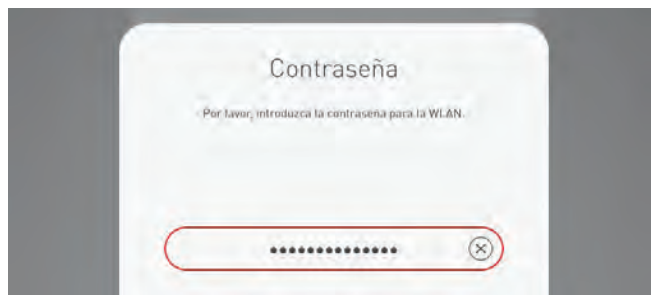 Contraseña
Por favor, introduzca la contraseña para la WLAN.
••••••••••••••